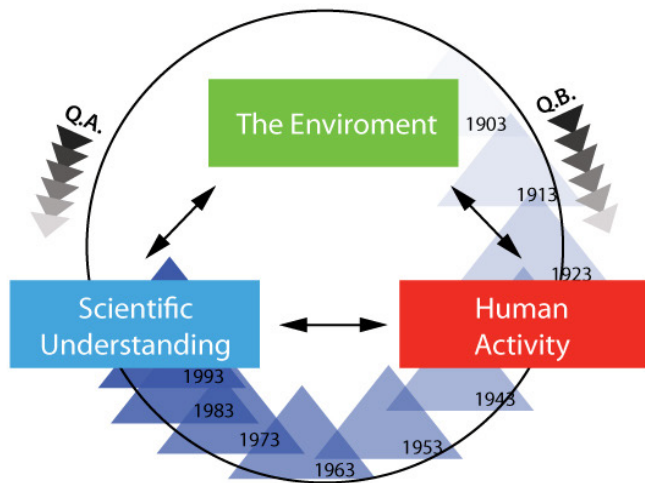 Q.A.
Q.B.
The Enviroment
1903
1913
1923
Scientific
Understanding
Human
Activity
1993
1943
1983
1973
1953
1963